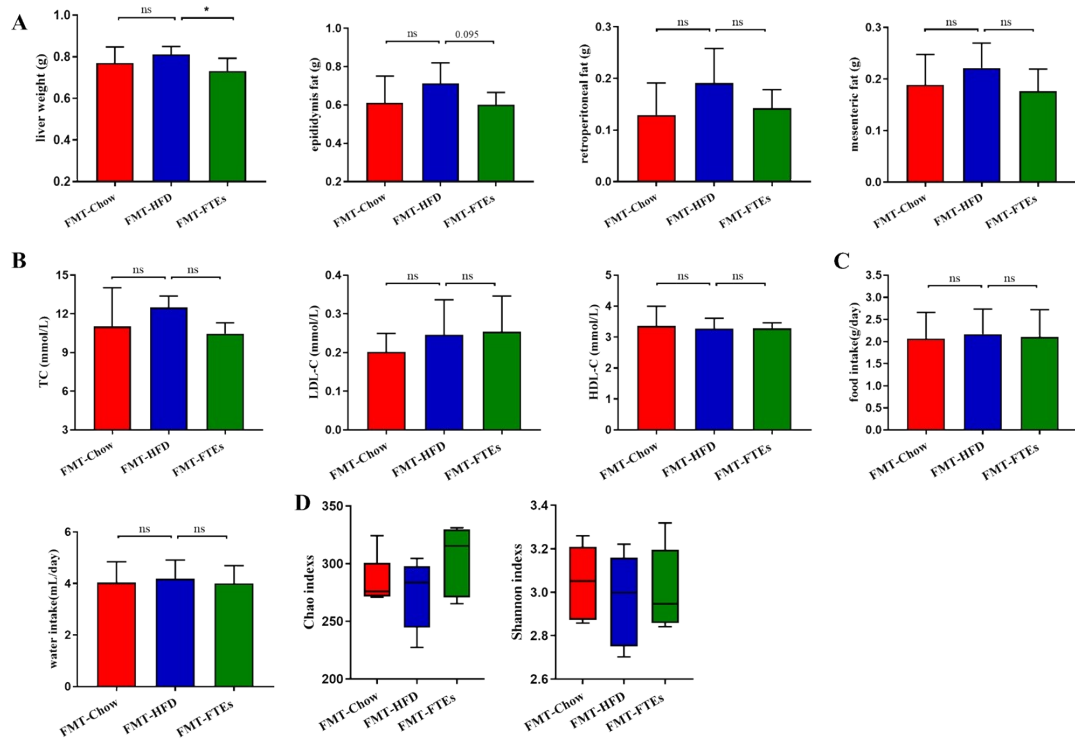 A
liver weight (g)
1.0
0.8
0.6
0.4
0.2
ns
*
FMT-Chow
FMT-HFD
FMT-FTEs
epididymis fat (g)
1.0
0.8
0.6
0.4
0.2
ns
0.095
FMT-Chow
FMT-HFD
FMT-FTEs
retroperitoneal fat (g)
0.3
0.2
0.1
0.0
ns
ns
FMT-Chow
FMT-HFD
FMT-FTEs
mesenteric fat (g)
0.3
0.2
0.1
0.0
ns
ns
FMT-Chow
FMT-HFD
FMT-FTEs
B
TC (mmol/L)
15
12
9
6
3
ns
ns
FMT-Chow
FMT-HFD
FMT-FTEs
LDL-C (mmol/L)
0.4
0.3
0.2
0.1
0.0
ns
ns
FMT-Chow
FMT-HFD
FMT-FTEs
HDL-C (mmol/L)
5
4
3
2
1
0
ns
ns
FMT-Chow
FMT-HFD
FMT-FTEs
C
food intake(g/day)
3.5
3.0
2.5
2.0
1.5
1.0
0.5
0.0
ns
ns
FMT-Chow
FMT-HFD
FMT-FTEs
water intake(mL/day)
6
4
2
0
ns
ns
FMT-Chow
FMT-HFD
FMT-FTEs
D
Chao indexs
350
300
250
200
FMT-Chow
FMT-HFD
FMT-FTEs
Shannon indexs
3.4
3.2
3.0
2.8
2.6
FMT-Chow
FMT-HFD
FMT-FTEs